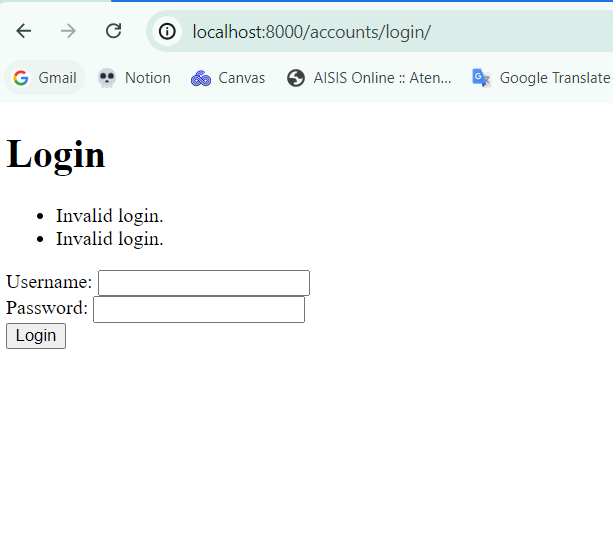 localhost:8000/accounts/login/
Gmail Notion Canvas AISIS Online :: Aten... Google Translate
Login
• Invalid login.
• Invalid login.
Username:
Password:
Login